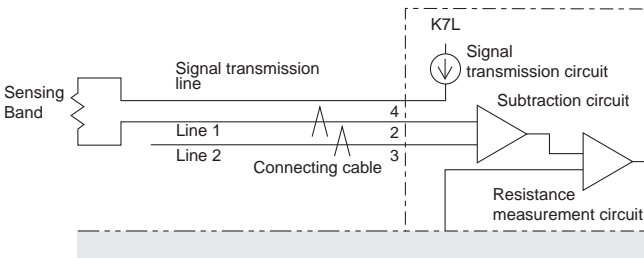 K7L
Signal
transmission circuit
Signal transmission
line
Sensing
Band
Subtraction circuit
4
Line 1
2
Line 2
3
Connecting cable
Resistance
measurement circuit